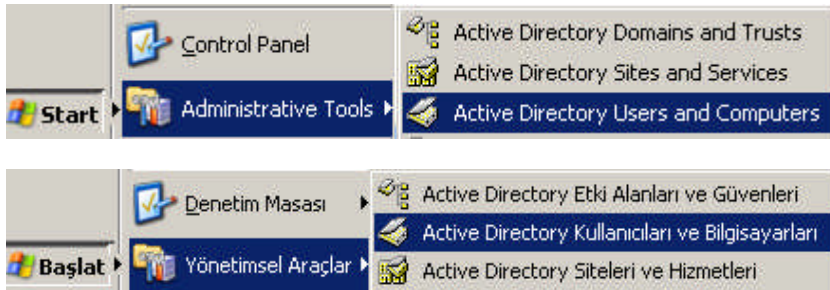 Control Panel
Active Directory Domains and Trusts
Active Directory Sites and Services
Start
Administrative Tools
Active Directory Users and Computers
Denetim Masası
Active Directory Etki Alanları ve Güvenleri
Active Directory Kullanıcıları ve Bilgisayarları
Başlat
Yönetimsel Araçlar
Active Directory Siteleri ve Hizmetleri